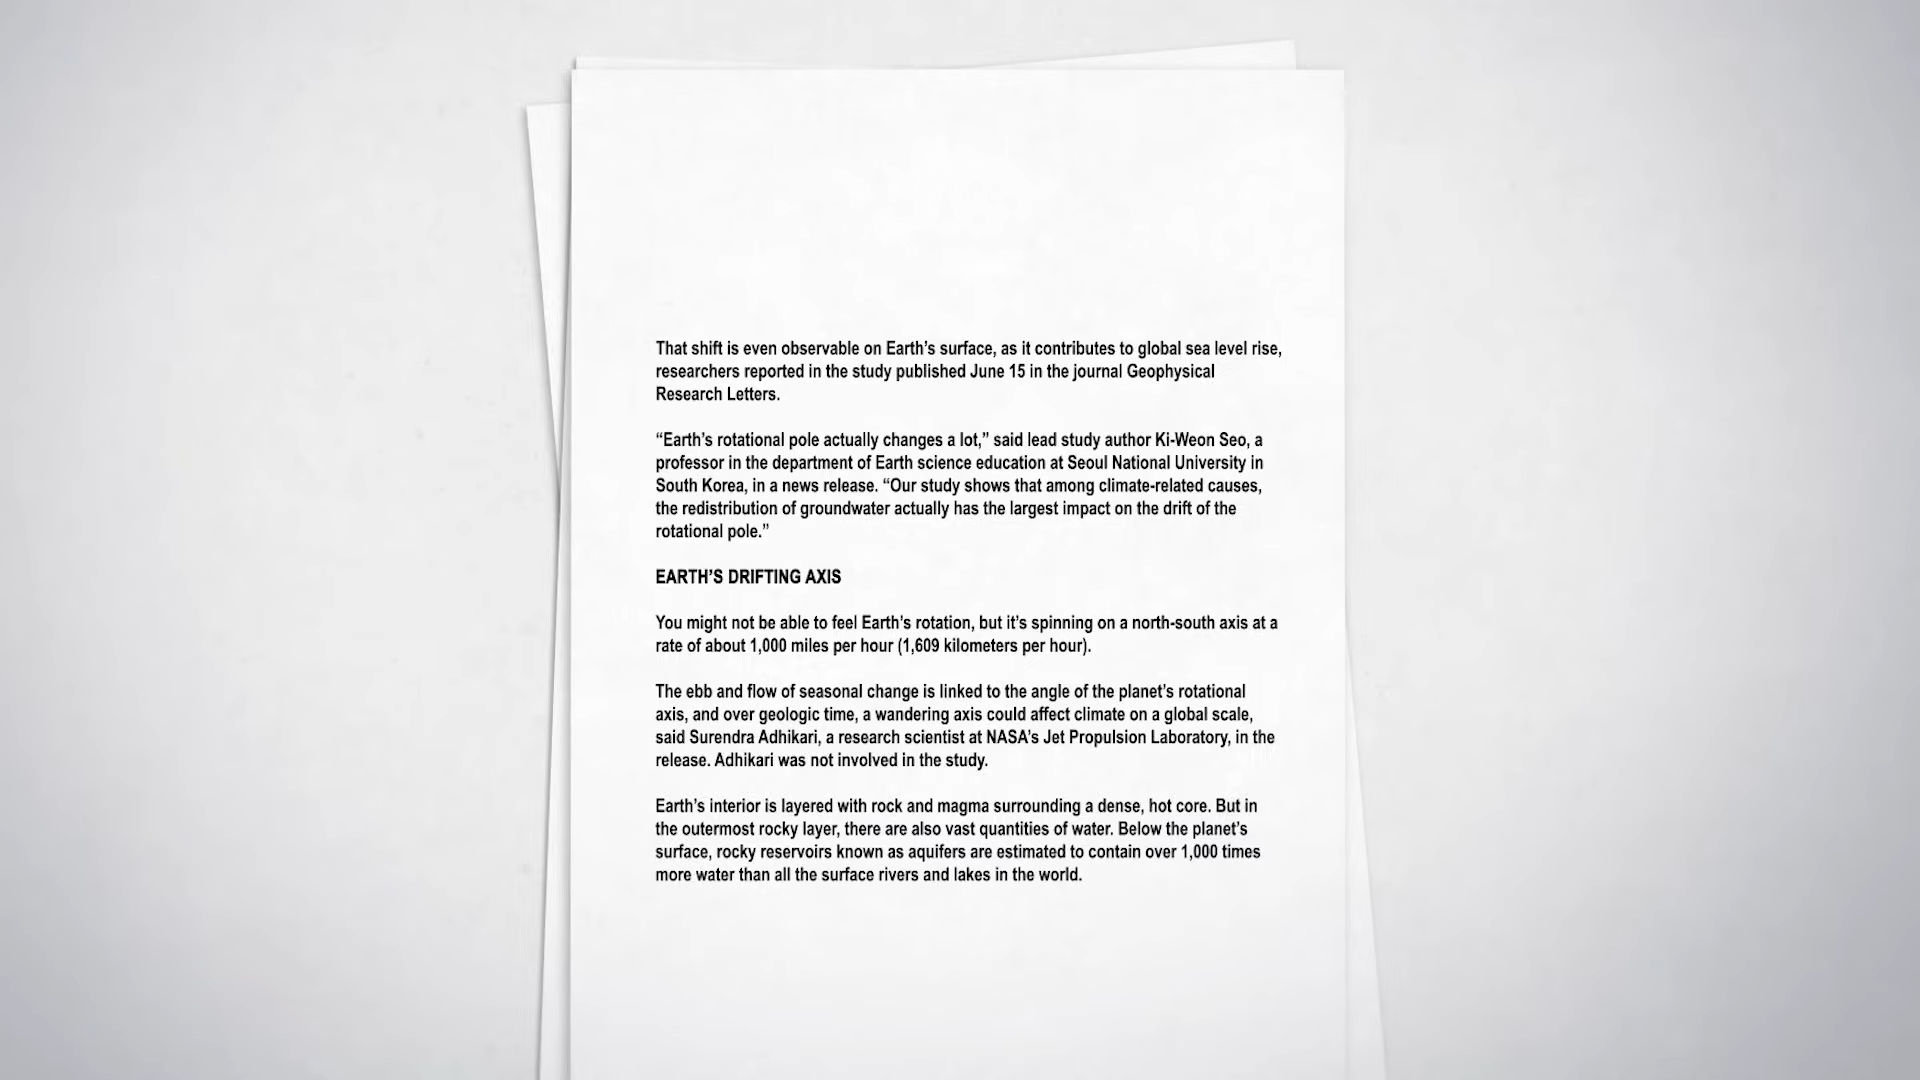 That shift is even observable on Earth’s surface, as it contributes to global sea level rise,
researchers reported in the study published June 15 in the journal Geophysical
Research Letters.
“Earth’s rotational pole actually changes a lot,” said lead study author Ki-Weon Seo, a
professor in the department of Earth science education at Seoul National University in
South Korea, in a news release. “Our study shows that among climate-related causes,
the redistribution of groundwater actually has the largest impact on the drift of the
rotational pole.”
EARTH’S DRIFTING AXIS
You might not be able to feel Earth’s rotation, but it’s spinning on a north-south axis at a
rate of about 1,000 miles per hour (1,609 kilometers per hour).
The ebb and flow of seasonal change is linked to the angle of the planet’s rotational
axis, and over geologic time, a wandering axis could affect climate on a global scale,
said Surendra Adhikari, a research scientist at NASA’s Jet Propulsion Laboratory, in the
release. Adhikari was not involved in the study.
Earth’s interior is layered with rock and magma surrounding a dense, hot core. But in
the outermost rocky layer, there are also vast quantities of water. Below the planet’s
surface, rocky reservoirs known as aquifers are estimated to contain over 1,000 times
more water than all the surface rivers and lakes in the world.